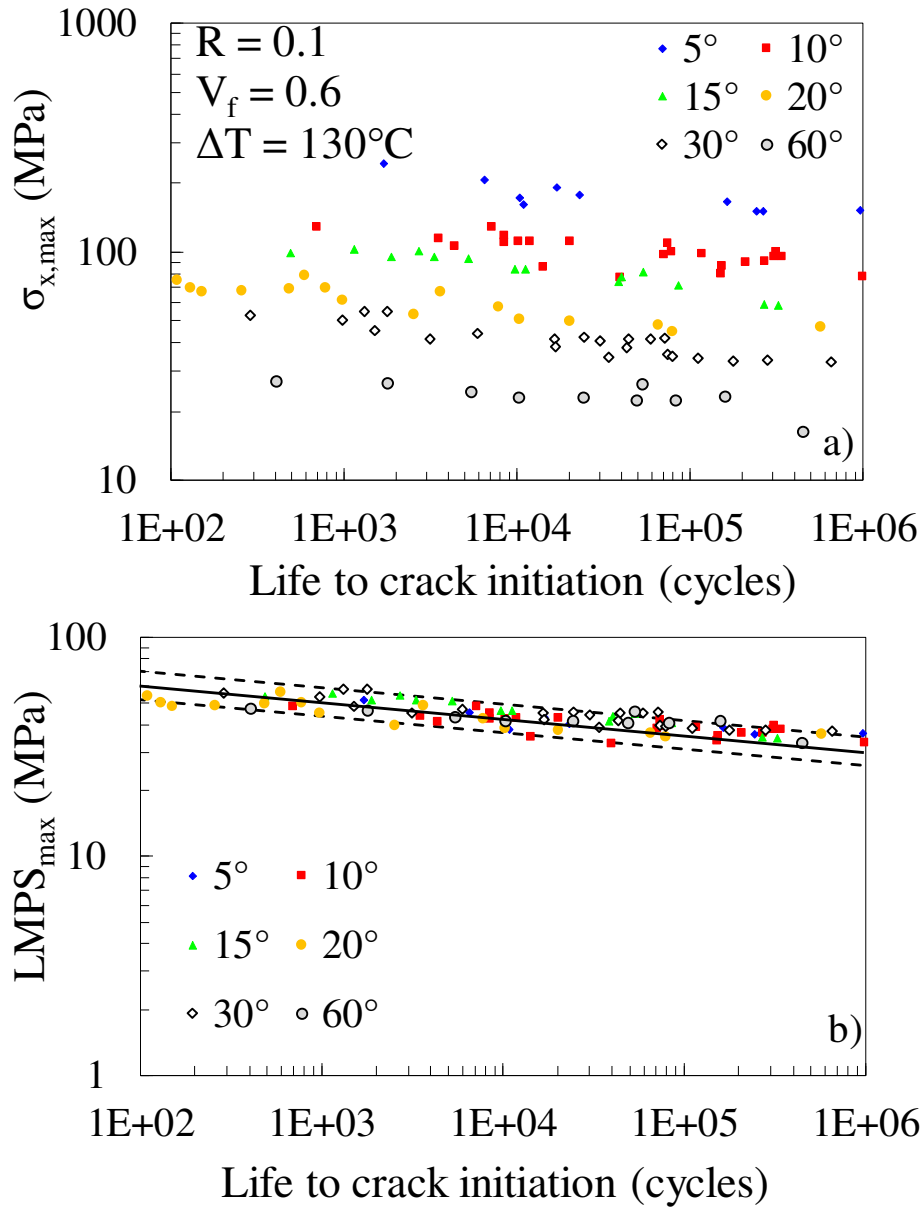 1000
R = 0.1
V_f = 0.6
ΔT = 130°C
5° 10°
15° 20°
30° 60°
100
10
σ_x,max (MPa)
a)
1E+02 1E+03 1E+04 1E+05 1E+06
Life to crack initiation (cycles)
100
10
1
LMPS_max (MPa)
5° 10°
15° 20°
30° 60°
b)
1E+02 1E+03 1E+04 1E+05 1E+06
Life to crack initiation (cycles)